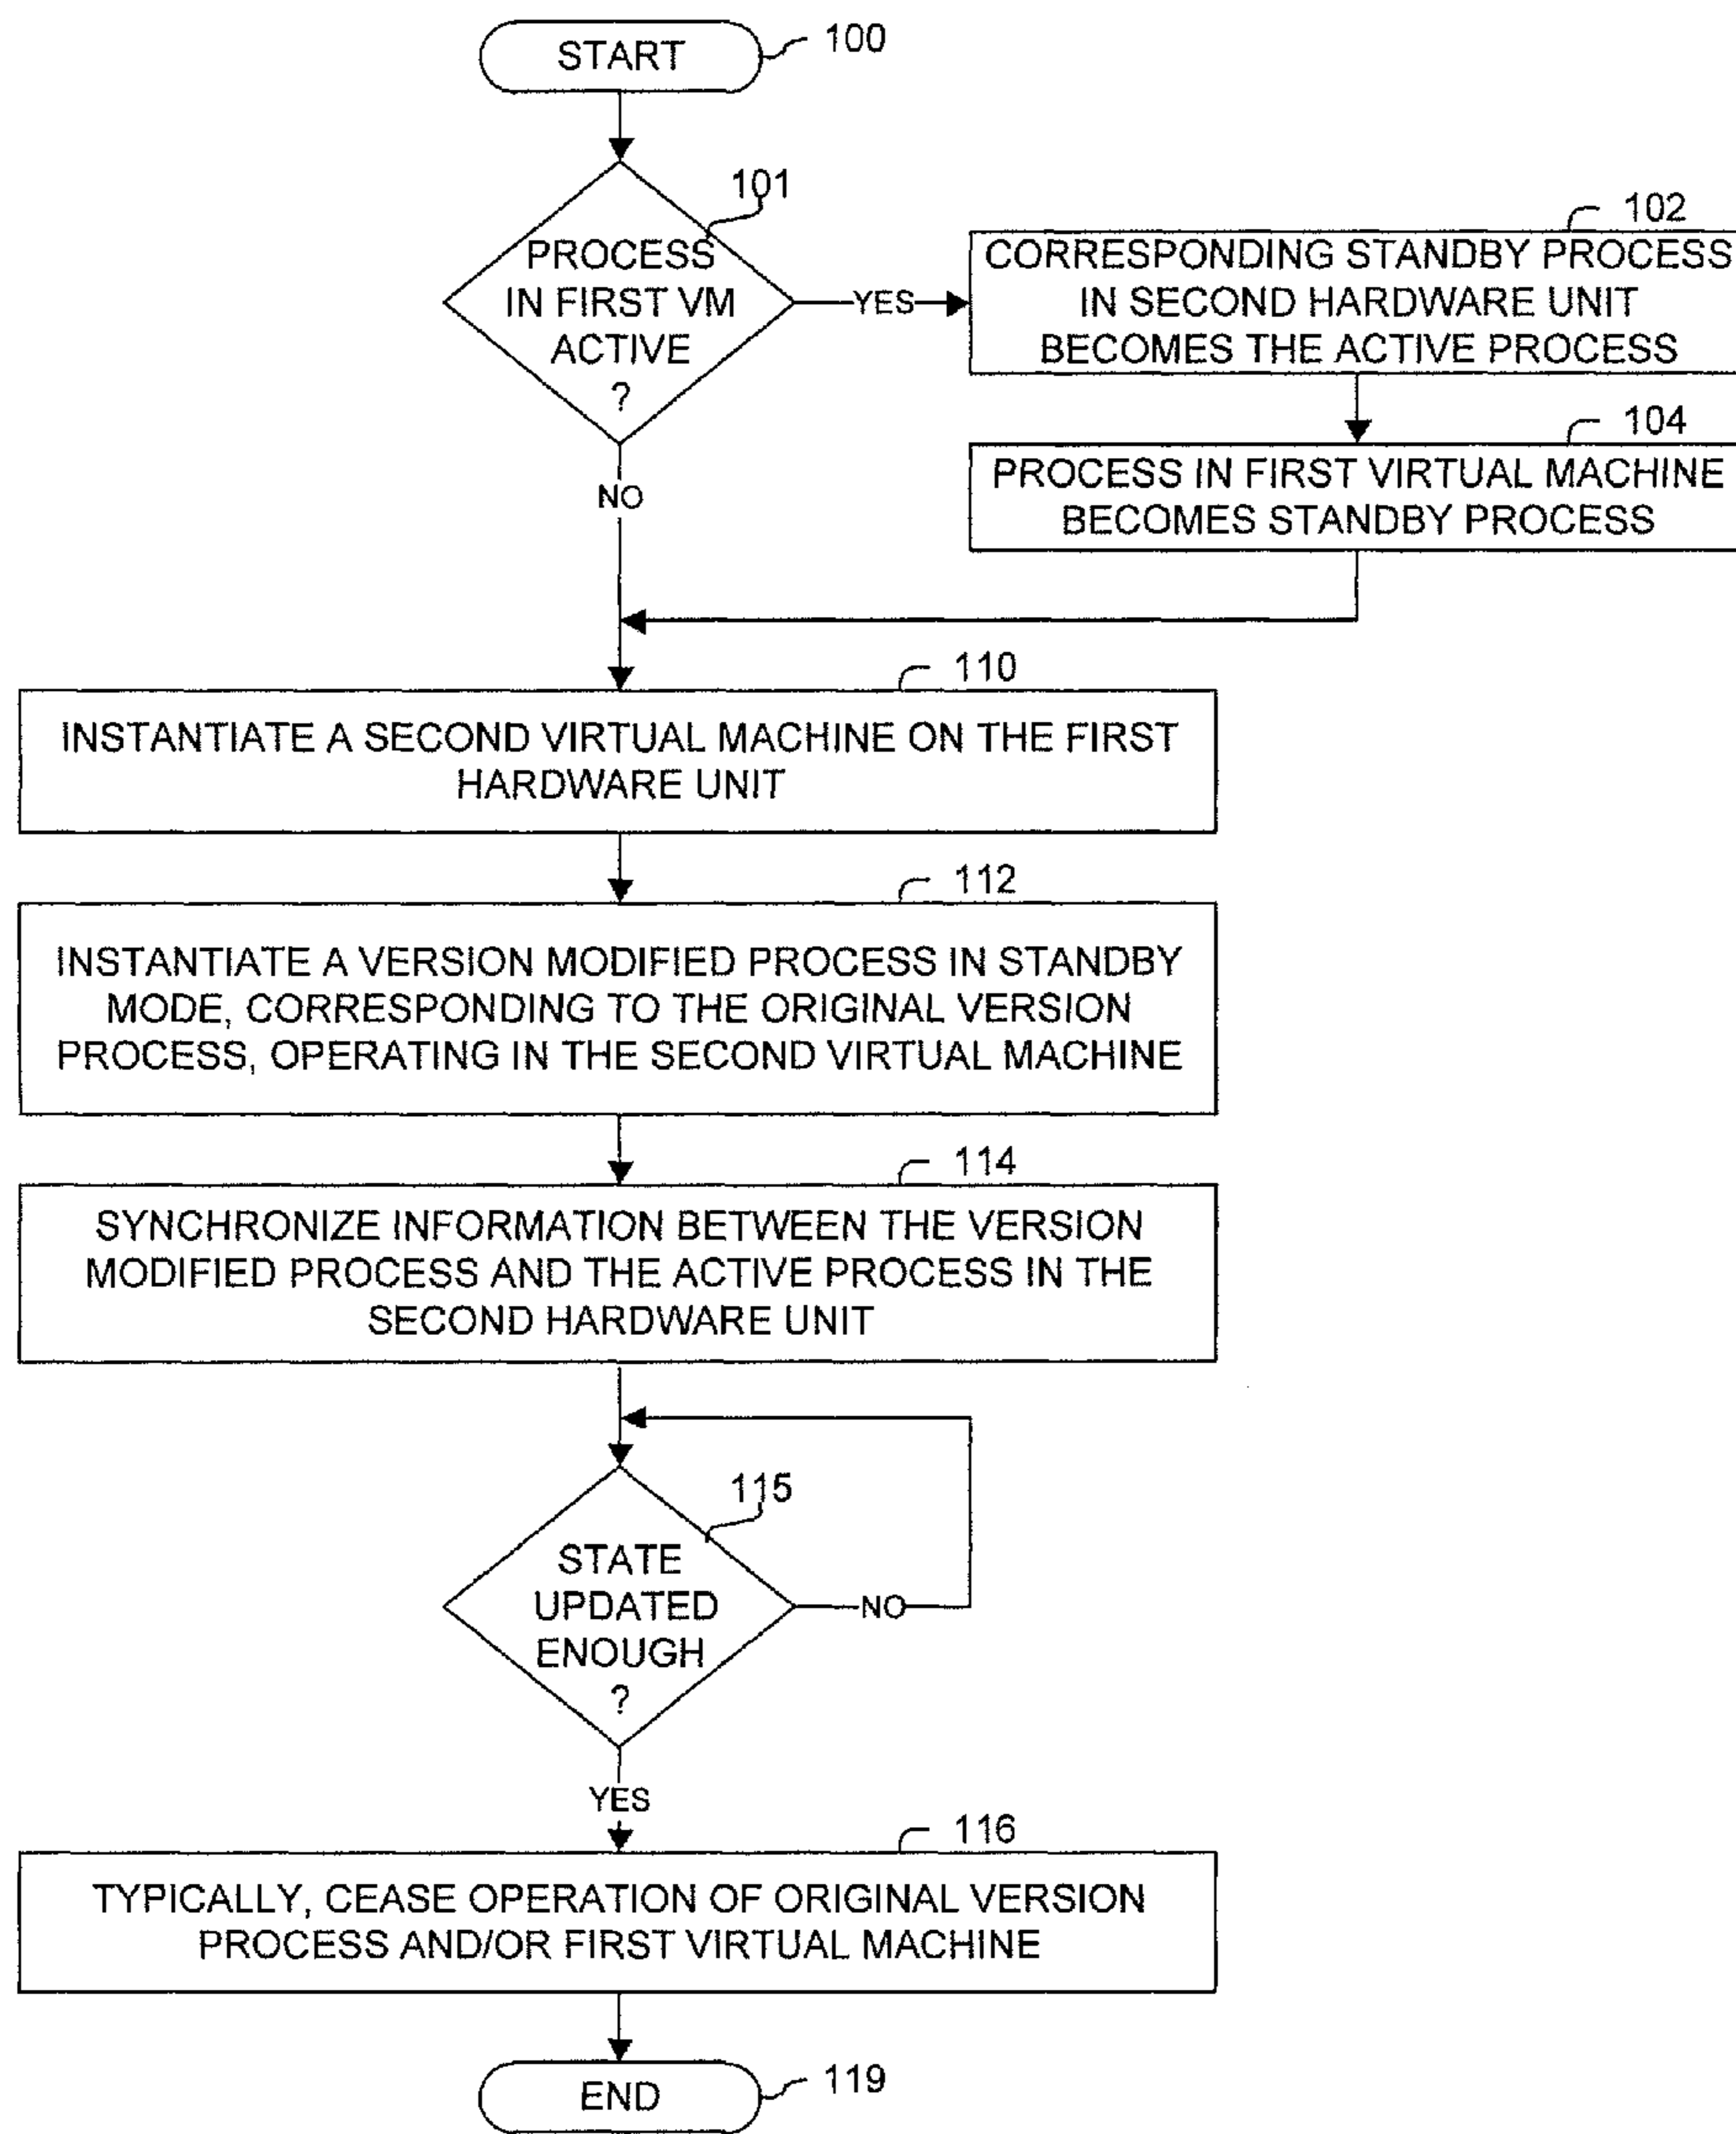 START
100
101
PROCESS
IN FIRST VM
ACTIVE
?
YES
102
CORRESPONDING STANDBY PROCESS
IN SECOND HARDWARE UNIT
BECOMES THE ACTIVE PROCESS
104
PROCESS IN FIRST VIRTUAL MACHINE
BECOMES STANDBY PROCESS
NO
110
INSTANTIATE A SECOND VIRTUAL MACHINE ON THE FIRST
HARDWARE UNIT
112
INSTANTIATE A VERSION MODIFIED PROCESS IN STANDBY
MODE, CORRESPONDING TO THE ORIGINAL VERSION
PROCESS, OPERATING IN THE SECOND VIRTUAL MACHINE
114
SYNCHRONIZE INFORMATION BETWEEN THE VERSION
MODIFIED PROCESS AND THE ACTIVE PROCESS IN THE
SECOND HARDWARE UNIT
115
STATE
UPDATED
ENOUGH
?
NO
YES
116
TYPICALLY, CEASE OPERATION OF ORIGINAL VERSION
PROCESS AND/OR FIRST VIRTUAL MACHINE
END
119